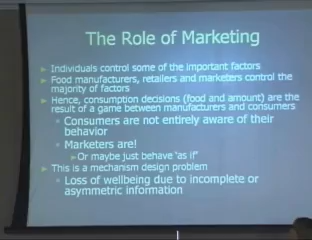 The Role of Marketing
Individuals control some of the important factors
Food manufacturers, retailers and marketers control the
majority of factors
Hence, consumption decisions (food and amount) are the
result of a game between manufacturers and consumers
Consumers are not entirely aware of their
behavior
Marketers are!
Or maybe just behave "as if"
This is a mechanism design problem
Loss of wellbeing due to incomplete or
asymmetric information